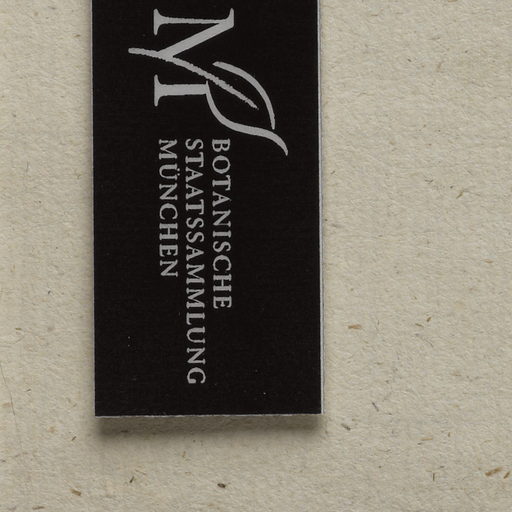 M
BOTANISCHE
STAATSSAMMLUNG
MÜNCHEN